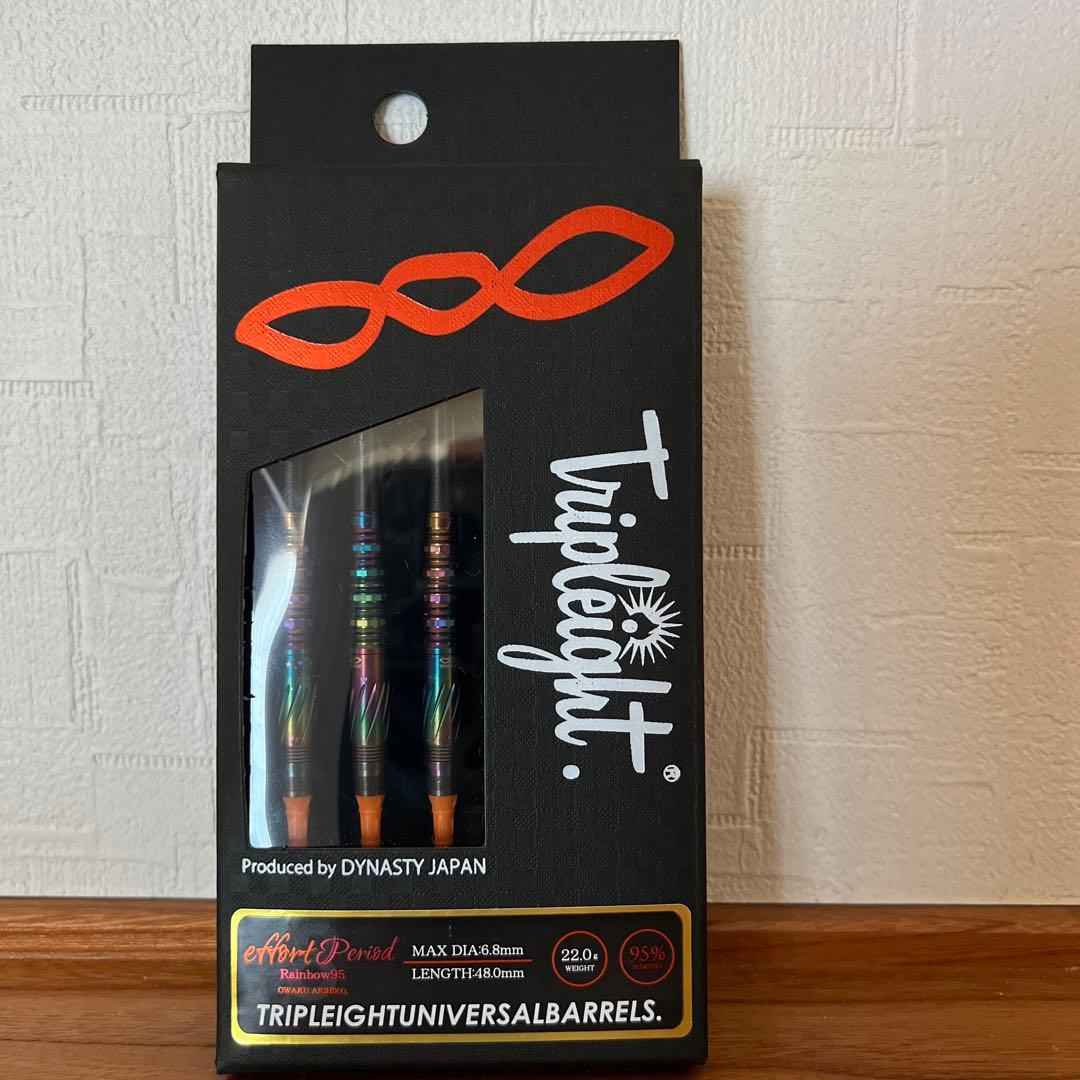 Tripleight.
Produced by DYNASTY JAPAN
effort Period
Rainbow95
OWAKU AKIHIKO.
MAX DIA:6.8mm
LENGTH:48.0mm
22.0g
WEIGHT
95%
TUNGSTEN
TRIPLEIGHTUNIVERSALBARRELS.